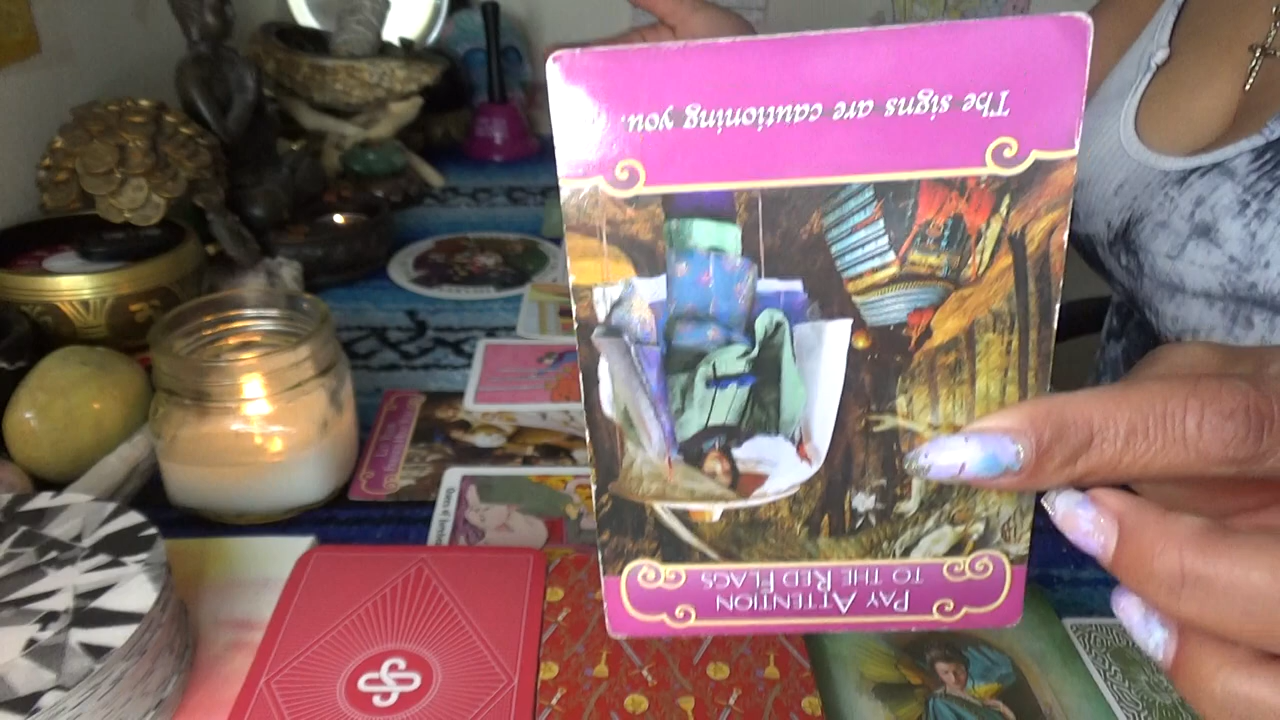 PAY ATTENTION
TO THE RED FLAGS
The signs are cautioning you.